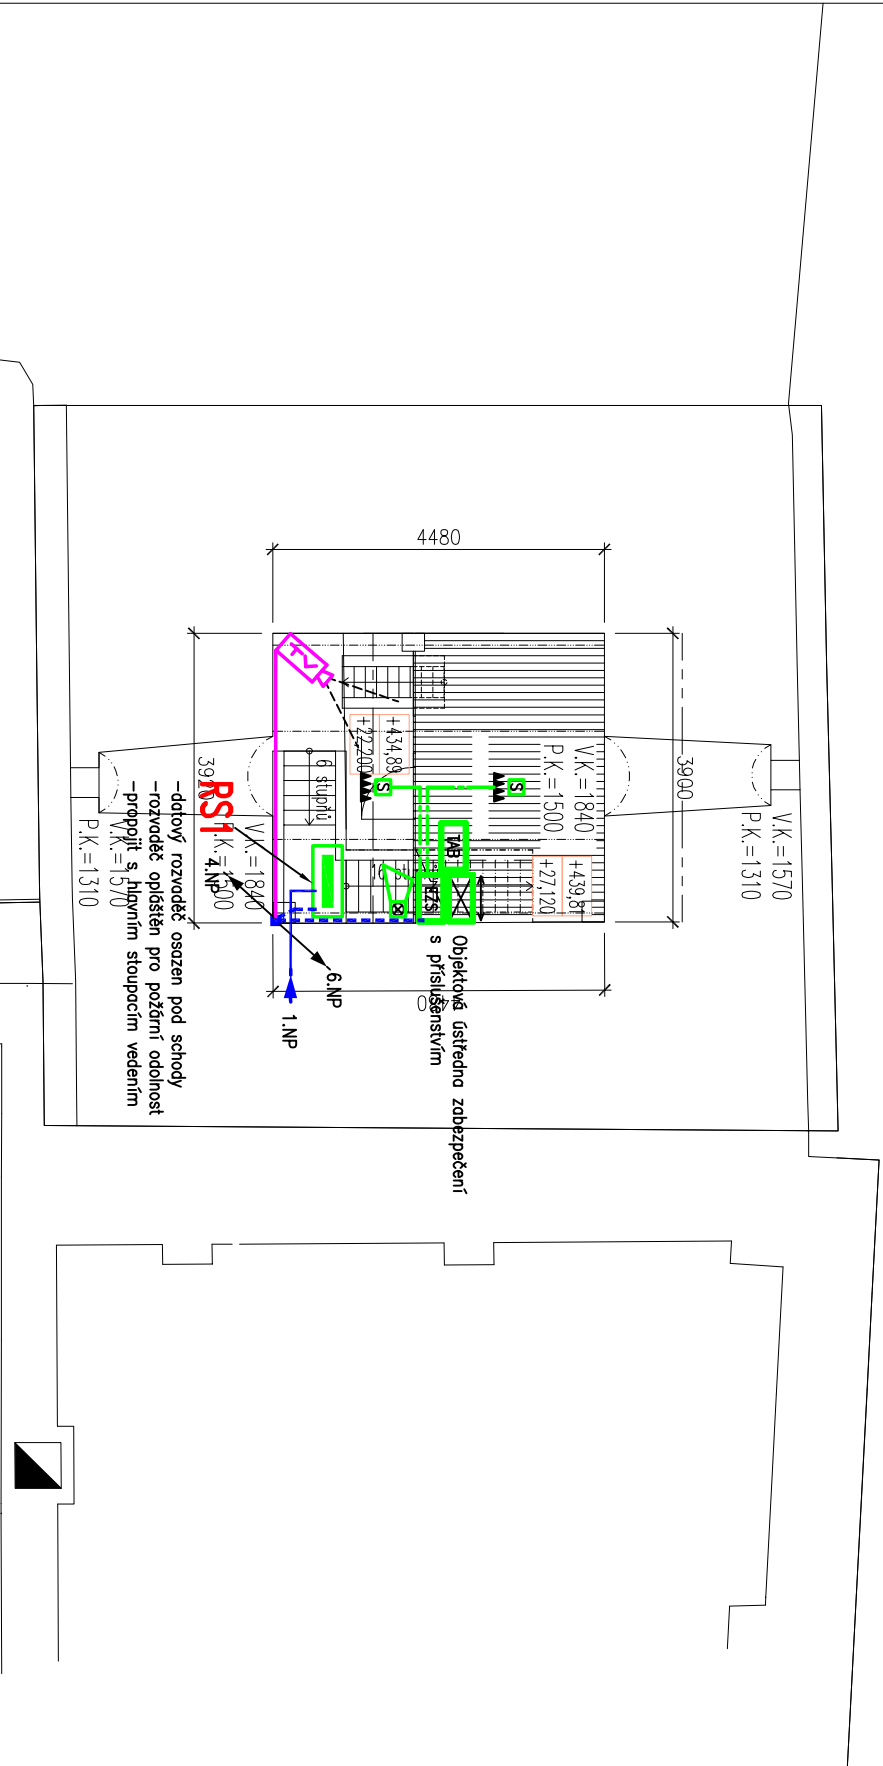 4480
3900
V.K.=1570
P.K.=1310
V.K.=1840
P.K.=1500
+439,8
+27,120
+434,89
+22,200
TV
S
S
6 stupňů
TAB
EZS
RS1
V.K.=1840
P.K.=1500
V.K.=1570
P.K.=1310
4.NP
6.NP
1.NP
Objektová ústředna zabezpečení
s příslušenstvím
-datový rozvaděč osazen pod schody
-rozvaděč opláštěn pro požární odolnost
-propojit s hlavním stoupacím vedením